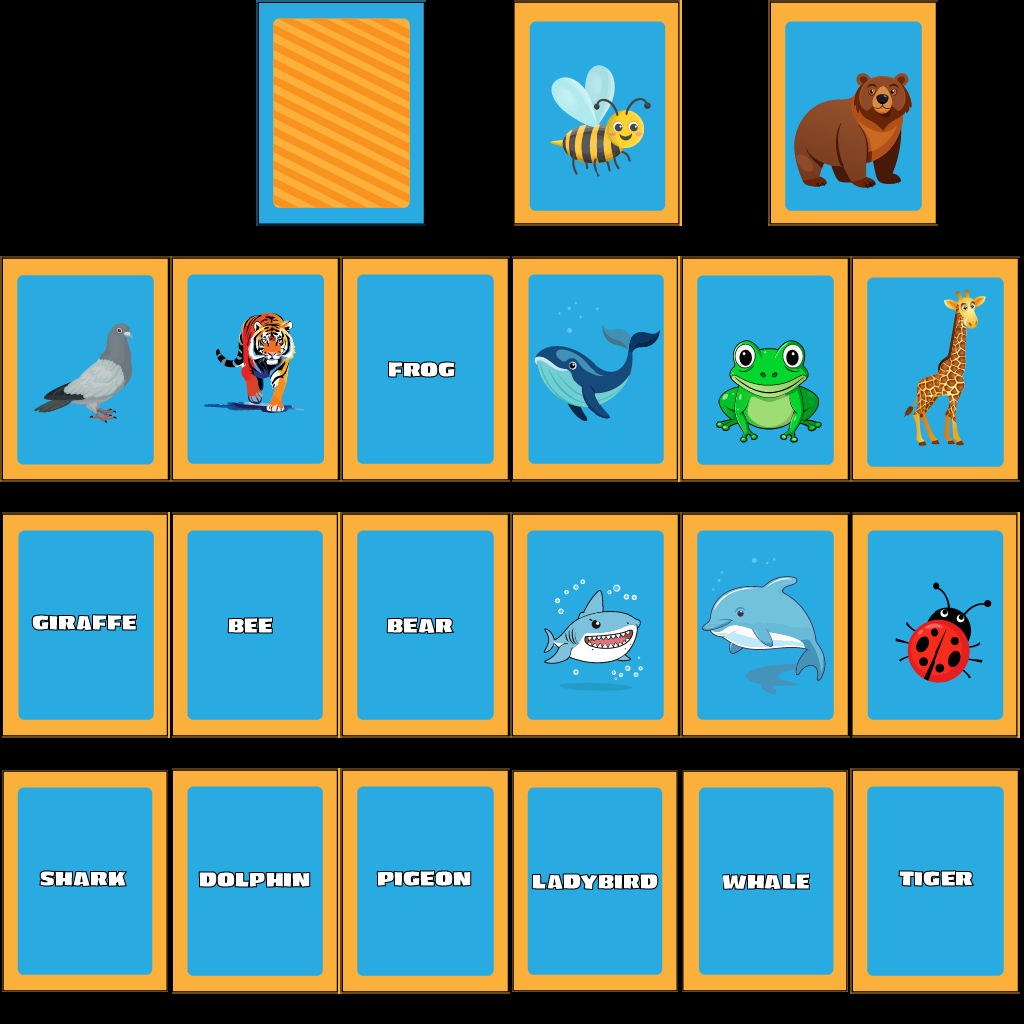 FROG
GIRAFFE
BEE
BEAR
SHARK
DOLPHIN
PIGEON
LADYBIRD
WHALE
TIGER